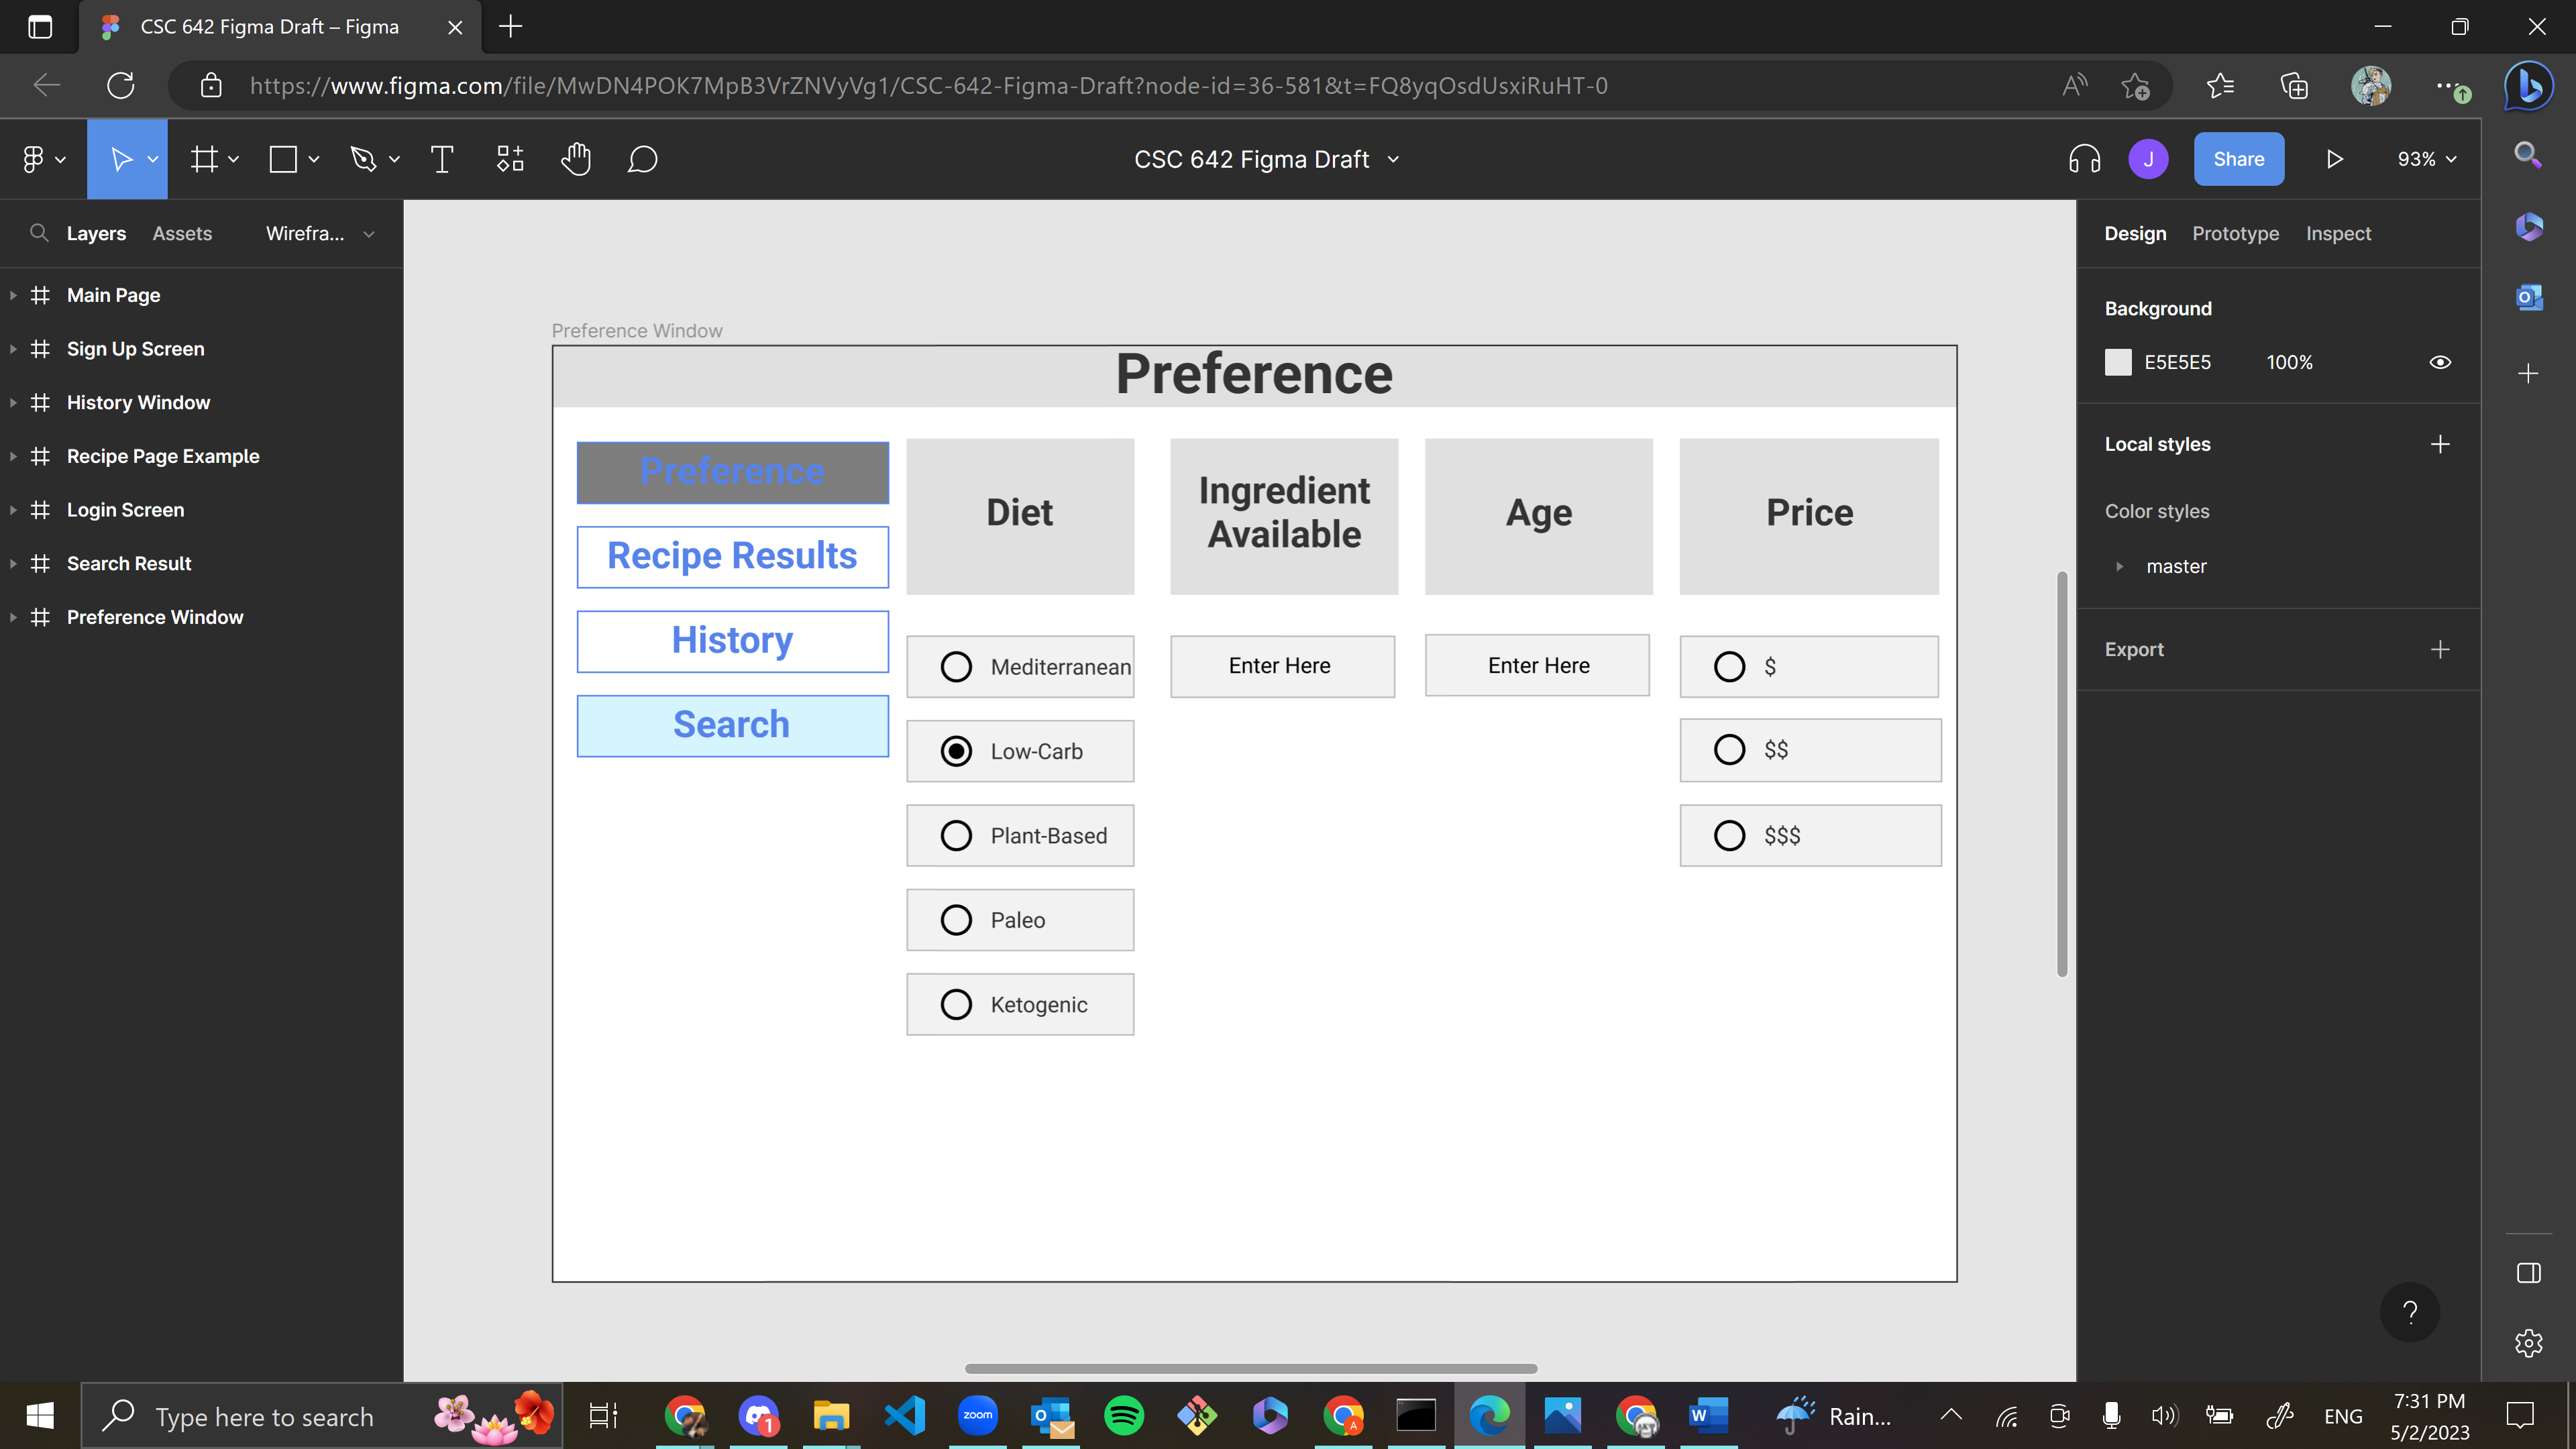 CSC 642 Figma Draft – Figma
https://www.figma.com/file/MwDN4POK7MpB3VrZNVyVg1/CSC-642-Figma-Draft?node-id=36-581&t=FQ8yqOsdUsxiRuHT-0
CSC 642 Figma Draft
J
Share
93%
Layers
Assets
Wirefra...
Design
Prototype
Inspect
Main Page
Sign Up Screen
History Window
Recipe Page Example
Login Screen
Search Result
Preference Window
Preference Window
Preference
Preference
Recipe Results
History
Search
Diet
Mediterranean
Low-Carb
Plant-Based
Paleo
Ketogenic
Ingredient
Available
Enter Here
Age
Enter Here
Price
$
$$
$$$
Background
E5E5E5
100%
Local styles
Color styles
master
Export
?
Type here to search
1
zoom
A
Rain...
ENG
7:31 PM
5/2/2023